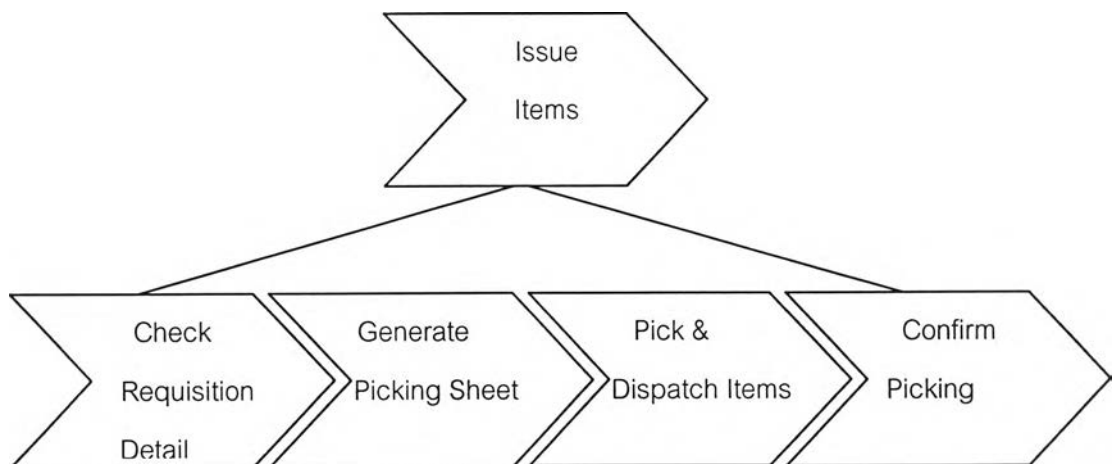 Issue
Items
Check
Requisition
Detail
Generate
Picking Sheet
Pick &
Dispatch Items
Confirm
Picking